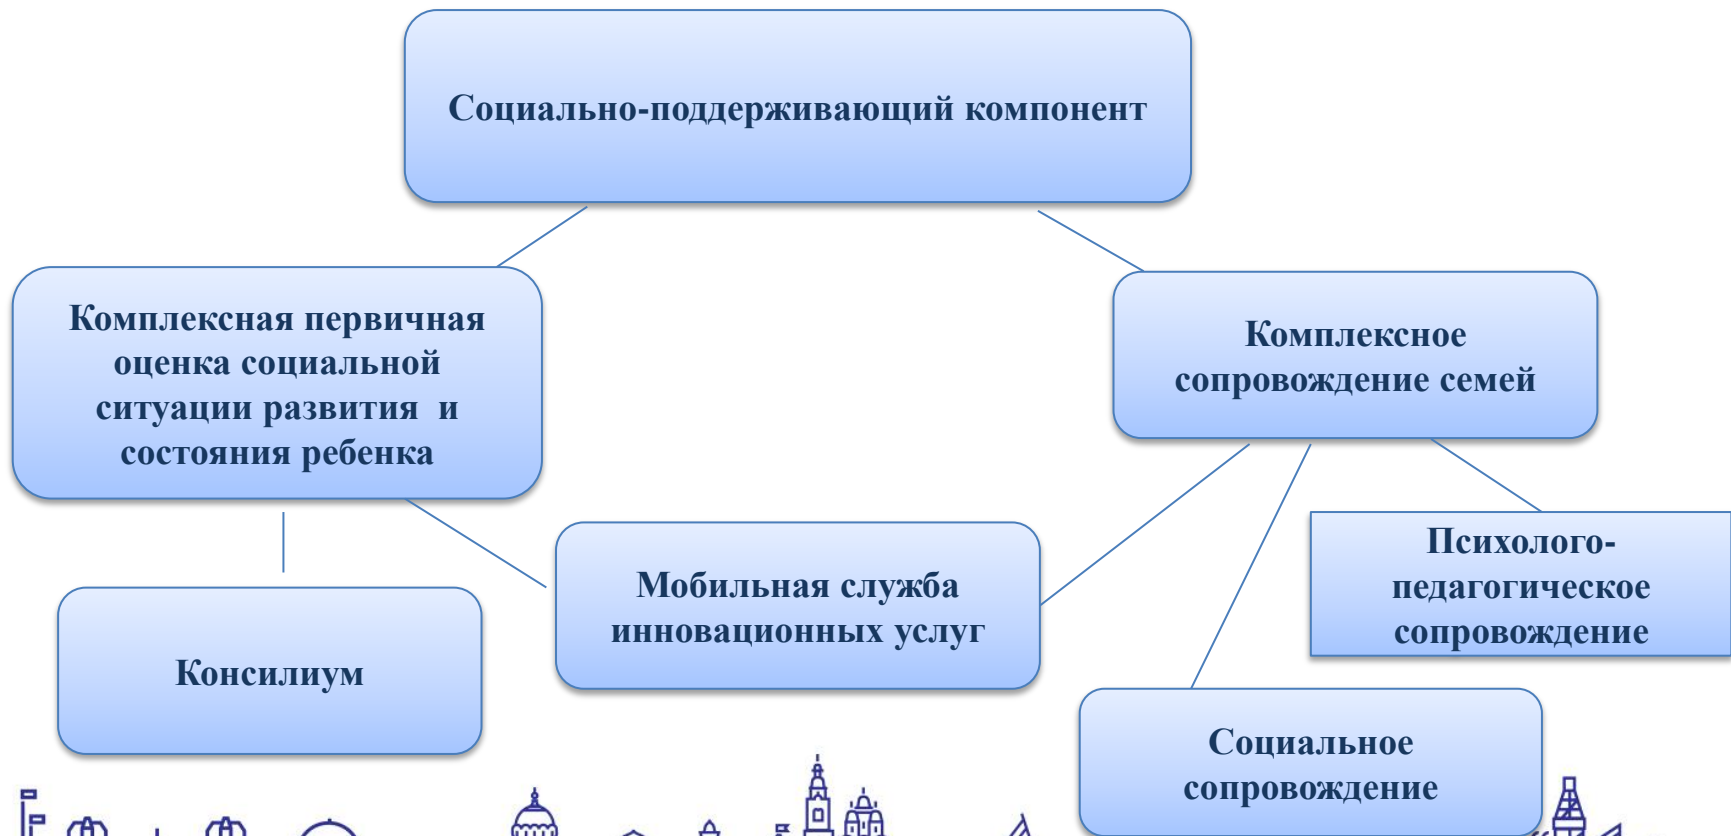 Социально-поддерживающий компонент
Комплексная первичная
оценка социальной
ситуации развития и
состояния ребенка
Комплексное
сопровождение семей
Консилиум
Мобильная служба
инновационных услуг
Психолого-
педагогическое
сопровождение
Социальное
сопровождение